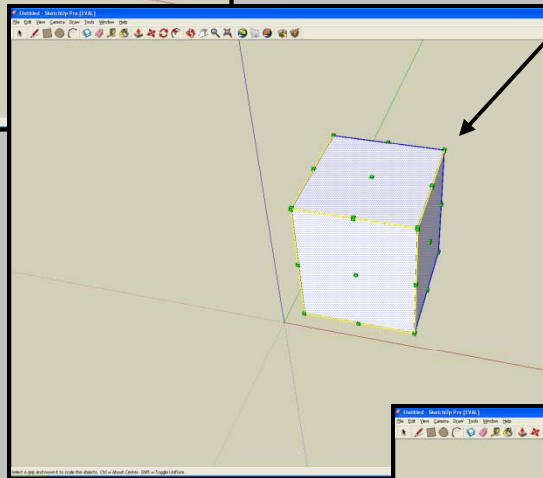 Untitled - SketchUp Pro [EVAL]
File Edit View Camera Draw Tools Window Help
Select a grip and move it to scale the objects. Ctrl = About Center. Shift = Toggle Uniform.
Untitled - SketchUp Pro [EVAL]
File Edit View Camera Draw Tools Window Help